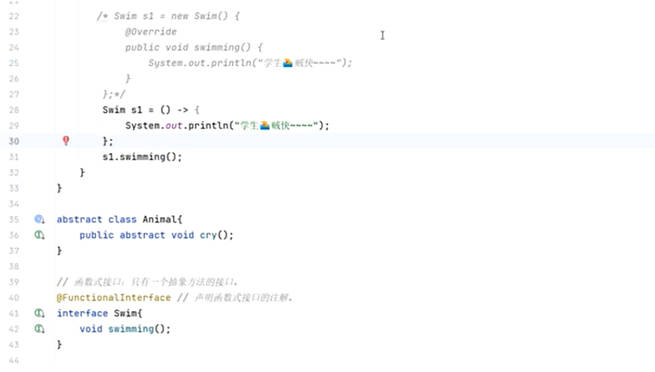 22 /* Swim s1 = new Swim() {
23 @Override
24 public void swimming() {
25 System.out.println("学生🏊贼快~~~~");
26 }
27 };*/
28 Swim s1 = () -> {
29 System.out.println("学生🏊贼快~~~~");
30 };
31 s1.swimming();
32 }
33 }
34
35 abstract class Animal{
36 public abstract void cry();
37 }
38
39 // 函数式接口:只有一个抽象方法的接口。
40 @FunctionalInterface // 声明函数式接口的注解。
41 interface Swim{
42 void swimming();
43 }
44